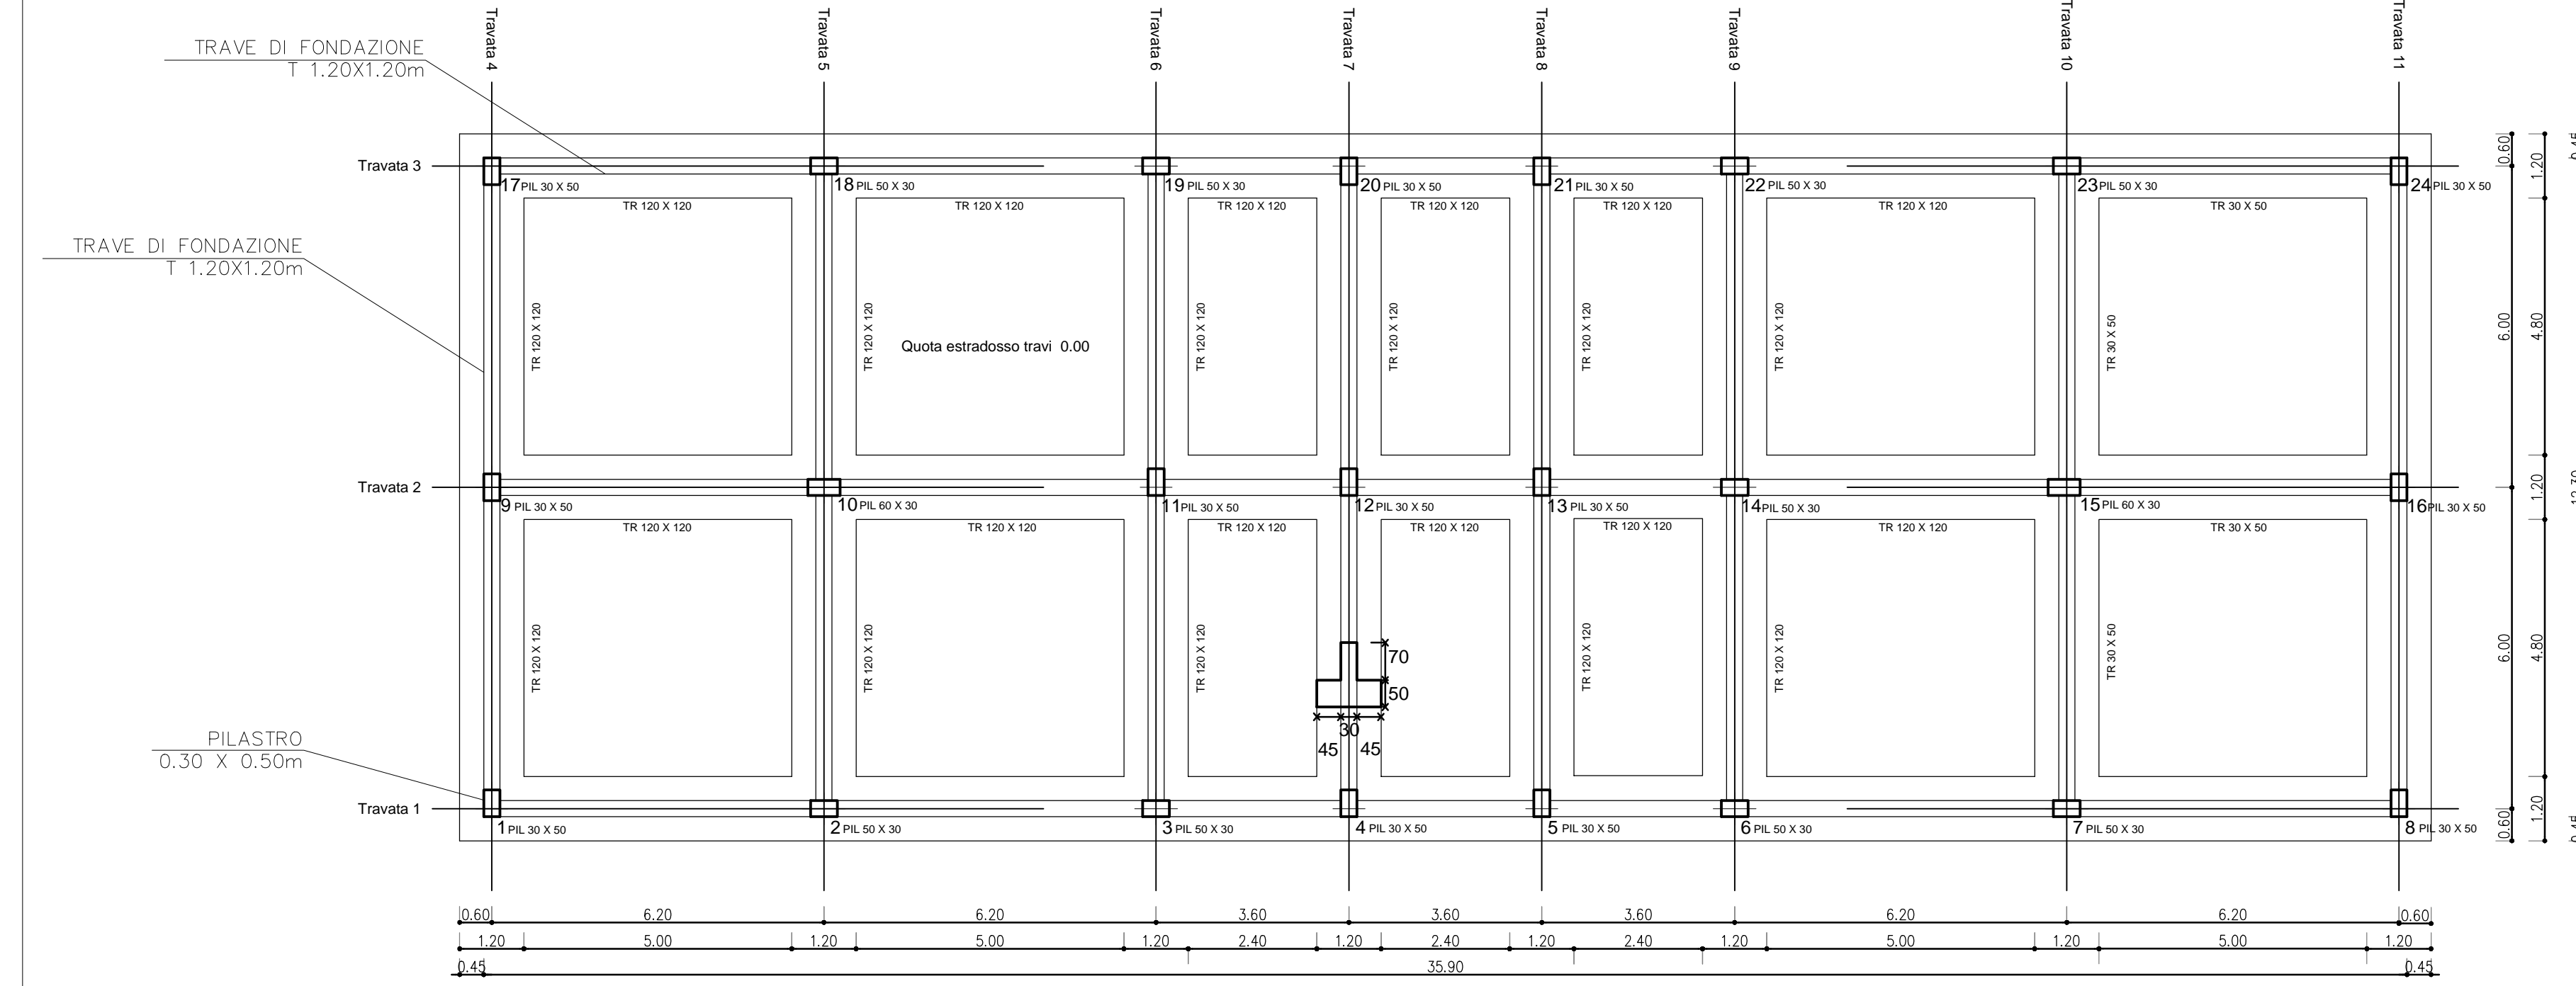 Travata 4
Travata 5
Travata 6
Travata 7
Travata 8
Travata 9
Travata 10
Travata 11
TRAVE DI FONDAZIONE
T 1.20X1.20m
Travata 3
17 PIL 30 X 50
18 PIL 50 X 30
19 PIL 50 X 30
20 PIL 30 X 50
21 PIL 30 X 50
22 PIL 50 X 30
23 PIL 50 X 30
24 PIL 30 X 50
TR 120 X 120
TR 120 X 120
TR 120 X 120
TR 120 X 120
TR 120 X 120
TR 120 X 120
TR 30 X 50
TRAVE DI FONDAZIONE
T 1.20X1.20m
TR 120 X 120
TR 120 X 120
TR 120 X 120
TR 120 X 120
TR 120 X 120
TR 120 X 120
TR 30 X 50
Quota estradosso travi 0.00
Travata 2
9 PIL 30 X 50
10 PIL 60 X 30
11 PIL 30 X 50
12 PIL 30 X 50
13 PIL 30 X 50
14 PIL 50 X 30
15 PIL 60 X 30
16 PIL 30 X 50
TR 120 X 120
TR 120 X 120
TR 120 X 120
TR 120 X 120
TR 120 X 120
TR 120 X 120
TR 30 X 50
TR 120 X 120
TR 120 X 120
TR 120 X 120
TR 120 X 120
TR 120 X 120
TR 30 X 50
70
50
30
45
45
PILASTRO
0.30 X 0.50m
Travata 1
1 PIL 30 X 50
2 PIL 50 X 30
3 PIL 50 X 30
4 PIL 30 X 50
5 PIL 30 X 50
6 PIL 50 X 30
7 PIL 50 X 30
8 PIL 30 X 50
0.60
6.00
6.00
0.60
1.20
4.80
1.20
4.80
1.20
0.60 6.20 6.20 3.60 3.60 3.60 6.20 6.20 0.60
1.20 5.00 1.20 5.00 1.20 2.40 1.20 2.40 1.20 2.40 1.20 5.00 1.20 5.00 1.20
0.45 35.90 0.45